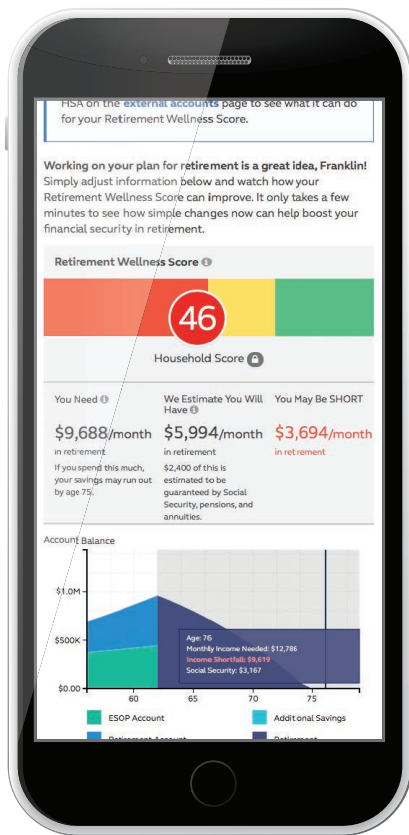 HSA on the external accounts page to see what it can do
for your Retirement Wellness Score.
Working on your plan for retirement is a great idea, Franklin!
Simply adjust information below and watch how your
Retirement Wellness Score can improve. It only takes a few
minutes to see how simple changes now can help boost your
financial security in retirement.
Retirement Wellness Score
46
Household Score
You Need
$9,688/month
in retirement
If you spend this much,
your savings may run out
by age 75.
We Estimate You Will
Have
$5,994/month
in retirement
$2,400 of this is
estimated to be
guaranteed by Social
Security, pensions, and
annuities.
You May Be SHORT
$3,694/month
in retirement
Account Balance
$1.0M
$500K
$0.00
Age: 76
Monthly Income Needed: $12,786
Income Shortfall: $9,619
Social Security: $3,167
60 65 70 75
ESOP Account
Additional Savings
Retirement Account
Retirement